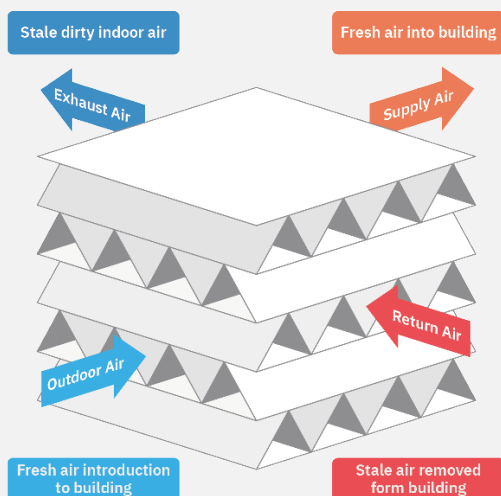 Stale dirty indoor air
Fresh air into building
Exhaust Air
Supply Air
Return Air
Outdoor Air
Fresh air introduction
to building
Stale air removed
form building